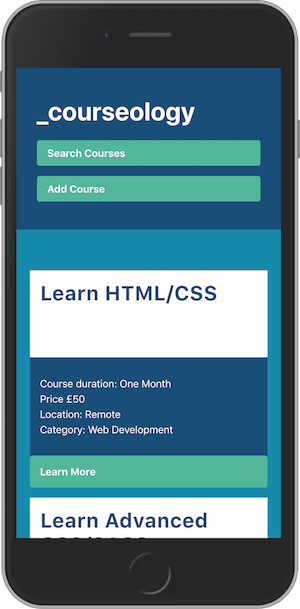 _courseology
Search Courses
Add Course
Learn HTML/CSS
Course duration: One Month
Price £50
Location: Remote
Category: Web Development
Learn More
Learn Advanced